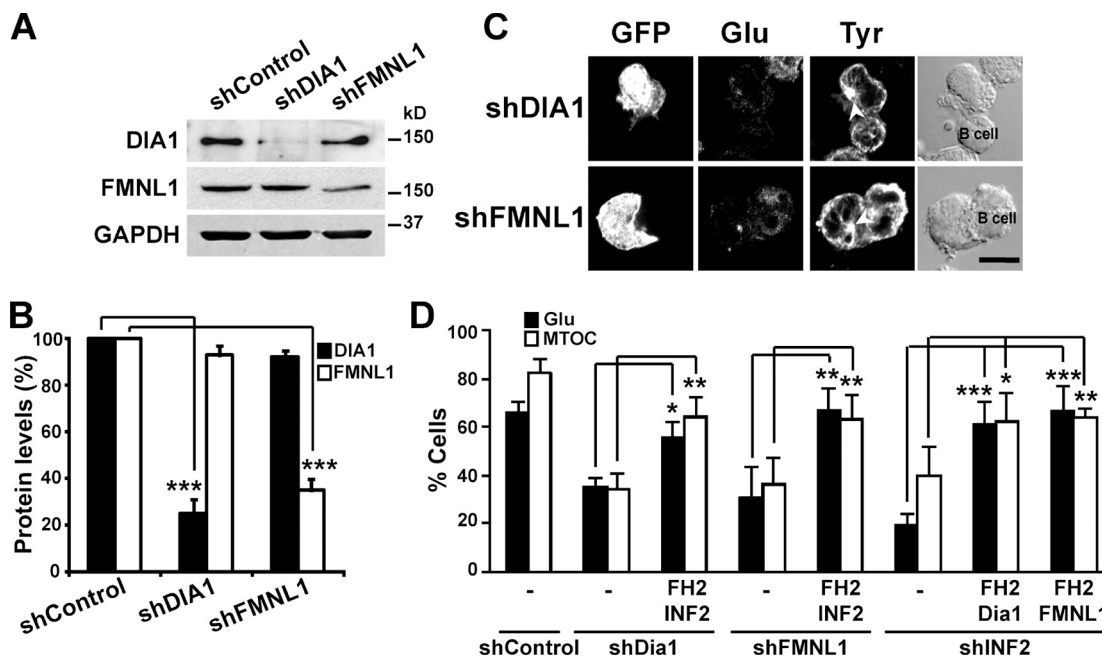 A
shControl
shDIA1
shFMNL1
kD
DIA1
150
FMNL1
150
37
GAPDH
B
Protein levels (%)
100
80
60
40
20
0
DIA1
FMNL1
***
***
shControl
shDIA1
shFMNL1
C
GFP Glu Tyr
shDIA1
B cell
shFMNL1
B cell
D
% Cells
100
80
60
40
20
0
Glu
MTOC
* ** ** ** *** * *** **
- - FH2 INF2 - FH2 INF2 - FH2 Dia1 FH2 FMNL1
shControl shDia1 shFMNL1 shINF2